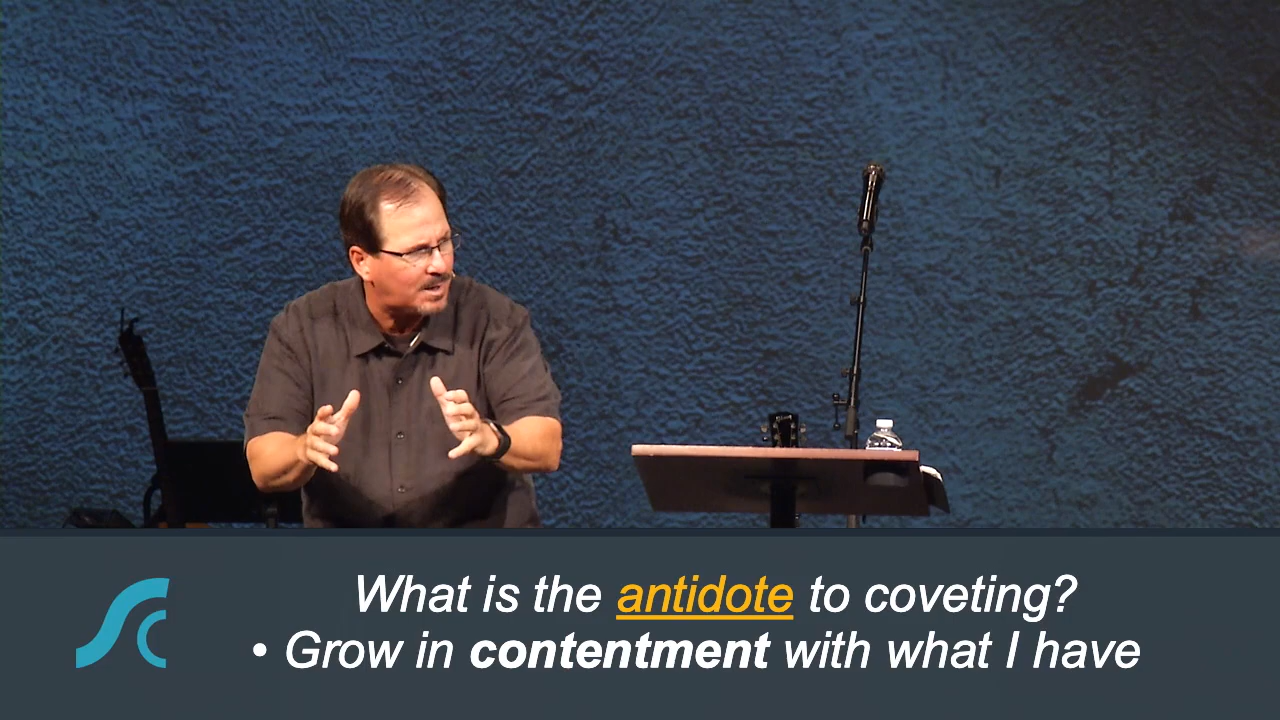 What is the antidote to coveting?
• Grow in contentment with what I have